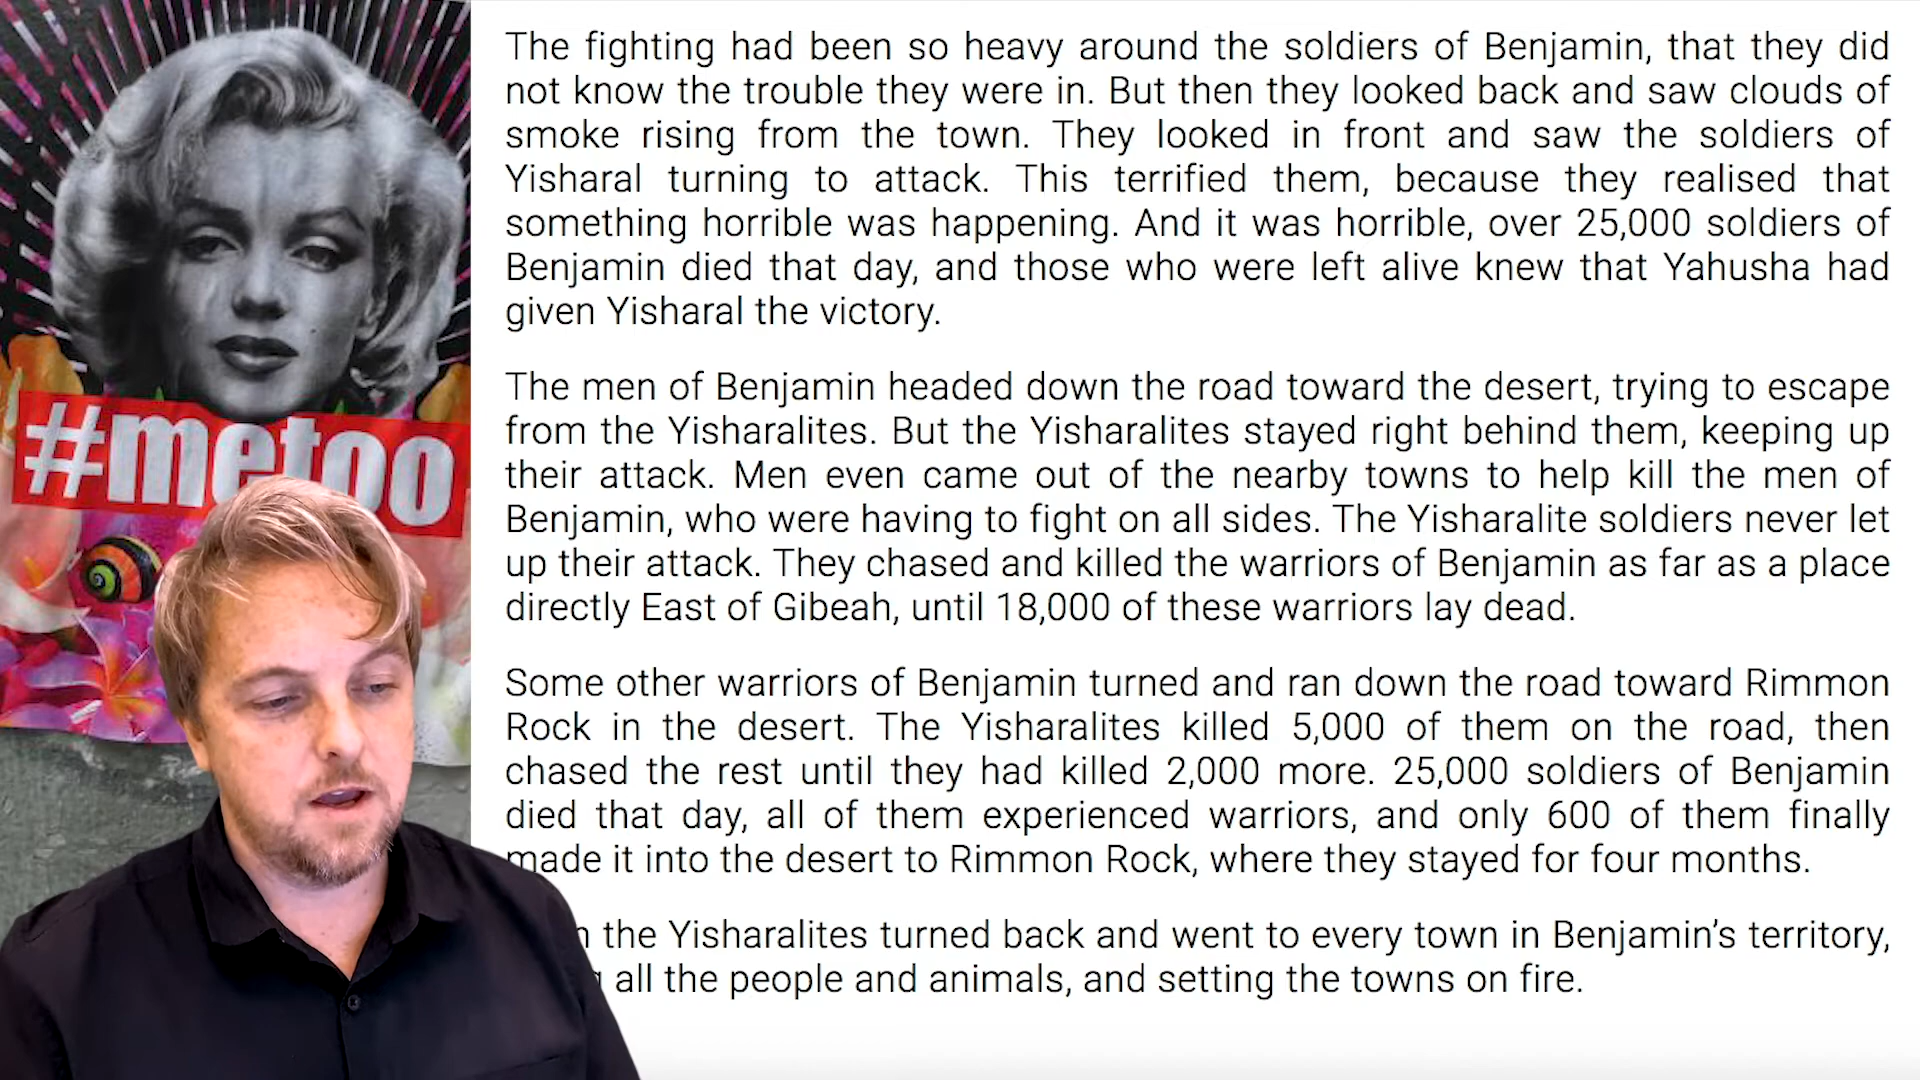 #metoo
The fighting had been so heavy around the soldiers of Benjamin, that they did
not know the trouble they were in. But then they looked back and saw clouds of
smoke rising from the town. They looked in front and saw the soldiers of
Yisharal turning to attack. This terrified them, because they realised that
something horrible was happening. And it was horrible, over 25,000 soldiers of
Benjamin died that day, and those who were left alive knew that Yahusha had
given Yisharal the victory.
The men of Benjamin headed down the road toward the desert, trying to escape
from the Yisharalites. But the Yisharalites stayed right behind them, keeping up
their attack. Men even came out of the nearby towns to help kill the men of
Benjamin, who were having to fight on all sides. The Yisharalite soldiers never let
up their attack. They chased and killed the warriors of Benjamin as far as a place
directly East of Gibeah, until 18,000 of these warriors lay dead.
Some other warriors of Benjamin turned and ran down the road toward Rimmon
Rock in the desert. The Yisharalites killed 5,000 of them on the road, then
chased the rest until they had killed 2,000 more. 25,000 soldiers of Benjamin
died that day, all of them experienced warriors, and only 600 of them finally
made it into the desert to Rimmon Rock, where they stayed for four months.
the Yisharalites turned back and went to every town in Benjamin's territory,
all the people and animals, and setting the towns on fire.